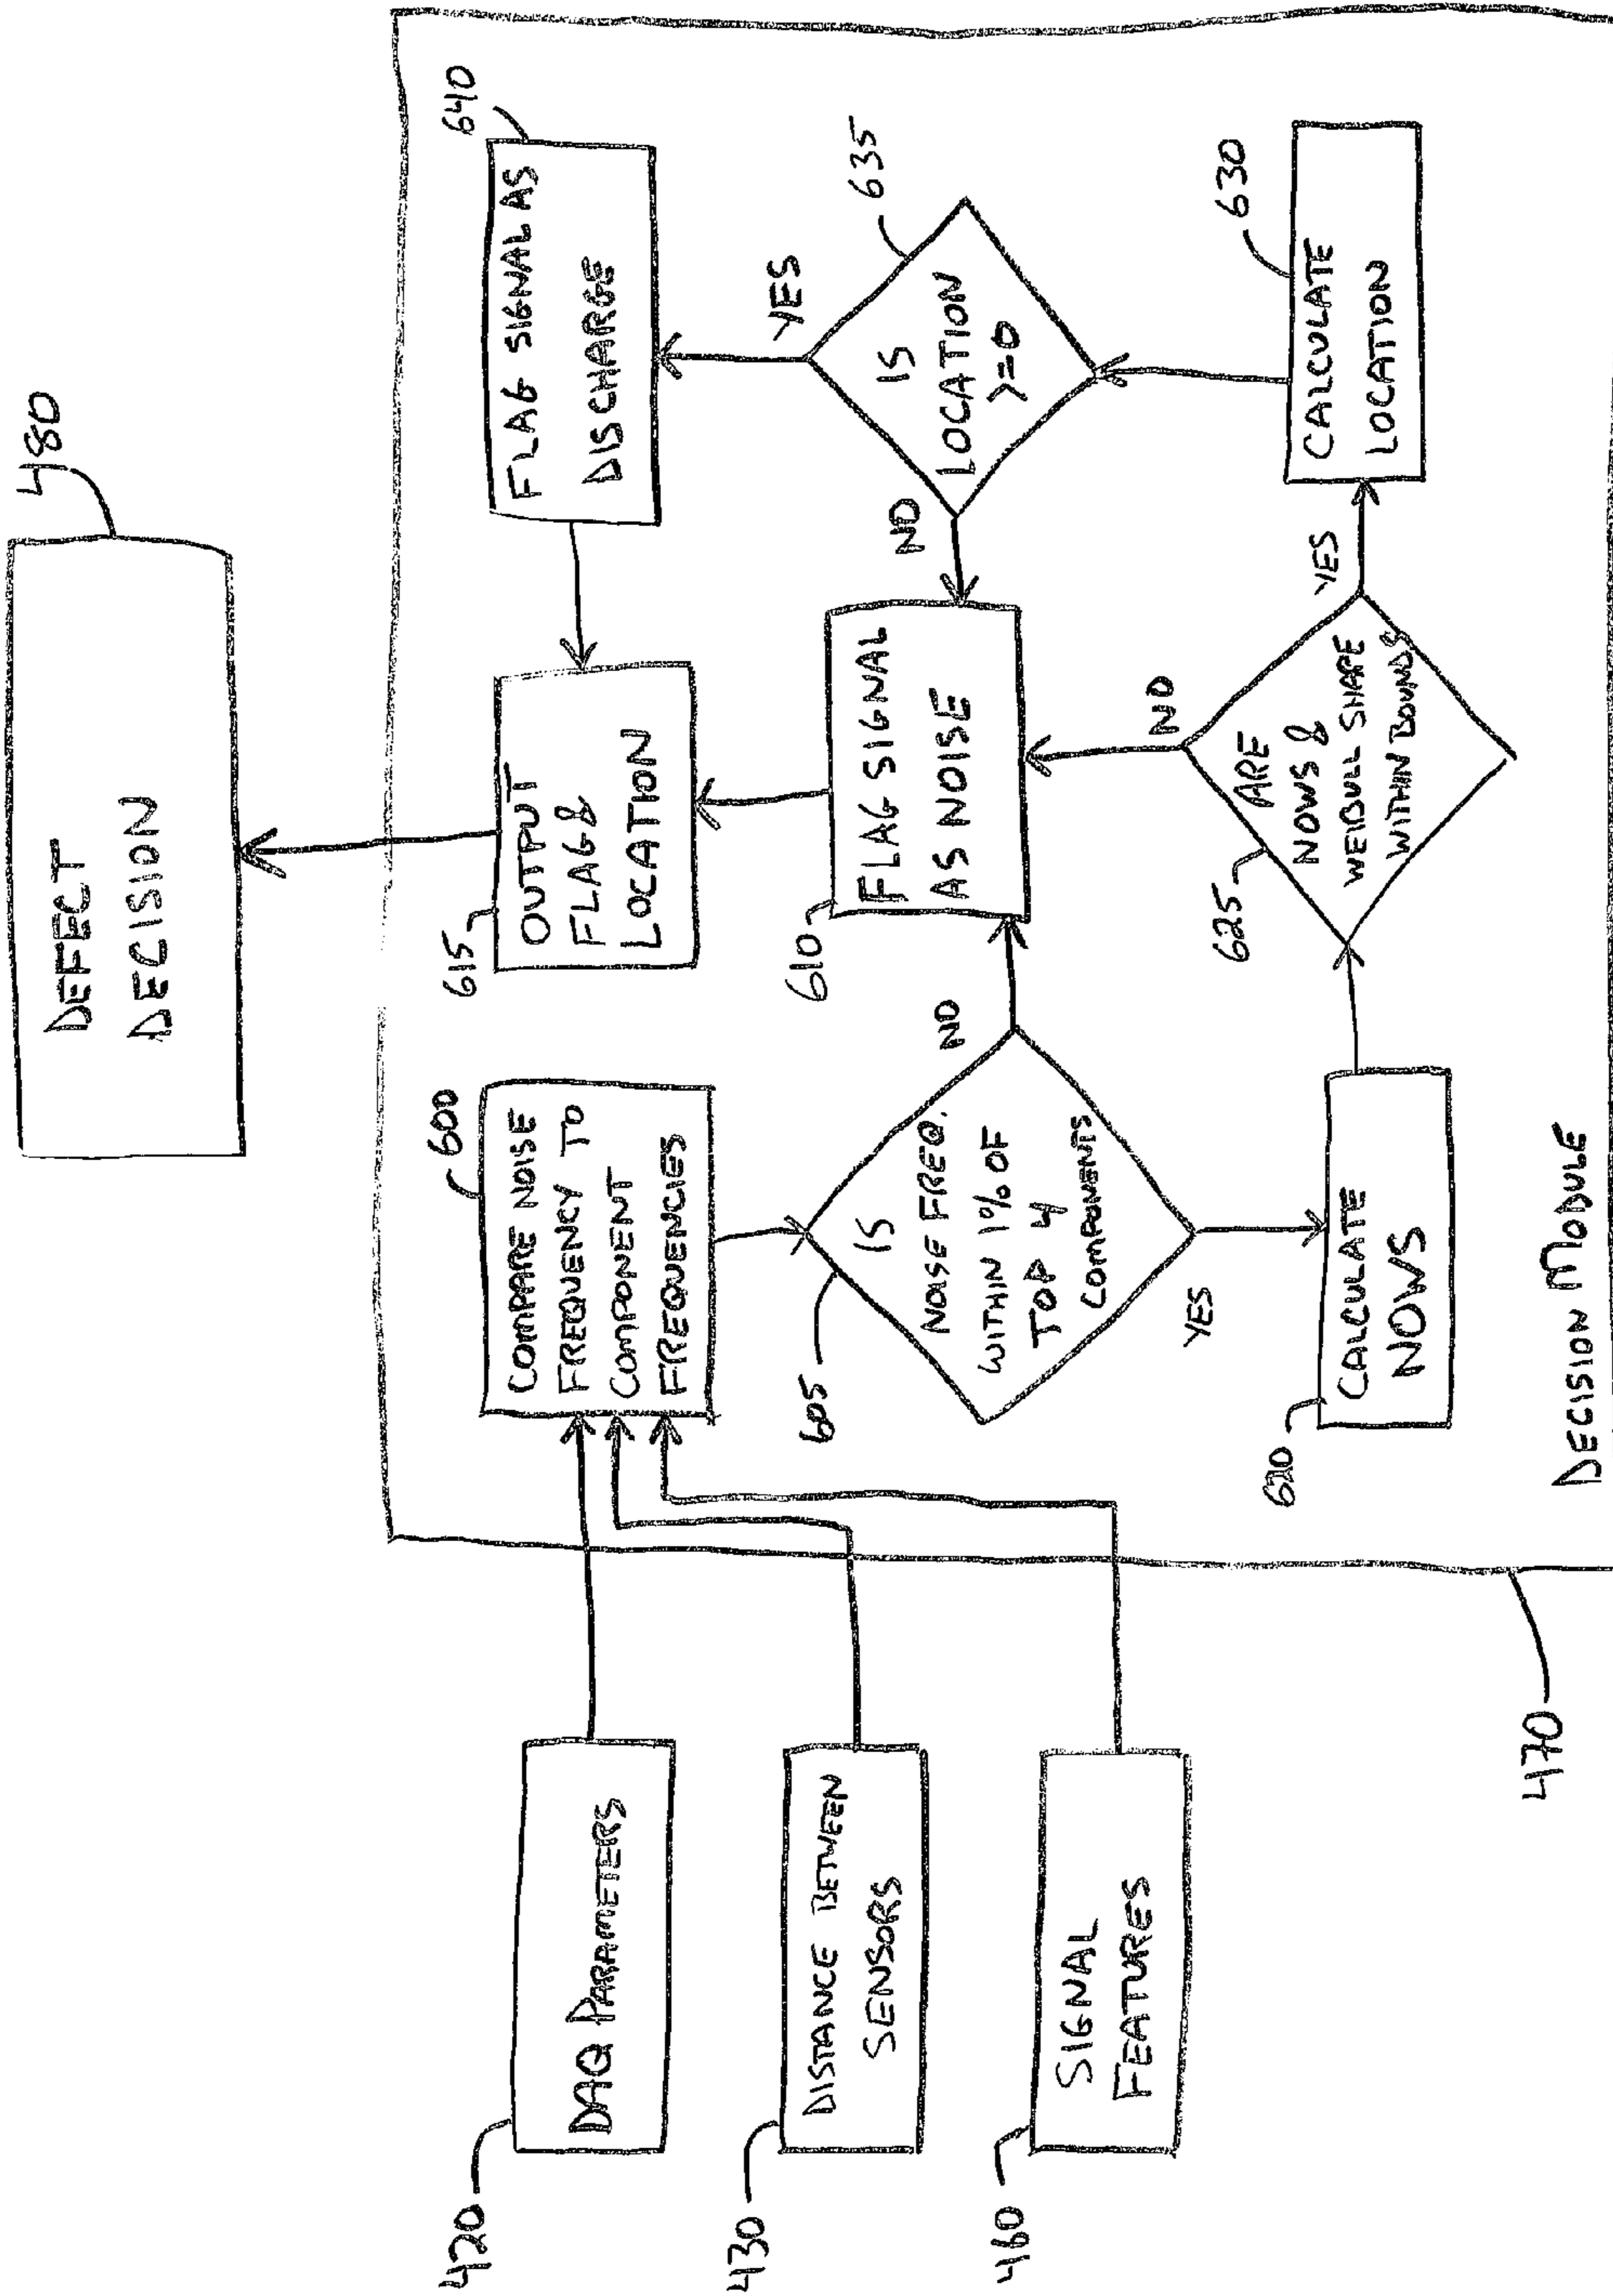 480
DEFECT
DECISION
420
DAQ PARAMETERS
430
DISTANCE BETWEEN
SENSORS
460
SIGNAL
FEATURES
470
600
COMPARE NOISE
FREQUENCY TO
COMPONENT
FREQUENCIES
605
IS
NOISE FREQ.
WITHIN 1% OF
TOP 4
COMPONENTS
NO
YES
620
CALCULATE
NOWS
615
OUTPUT
FLAG &
LOCATION
610
FLAG SIGNAL
AS NOISE
NO
625
ARE
NOWS &
WEIBULL SHAPE
WITHIN BOUNDS
YES
640
FLAG SIGNAL AS
DISCHARGE
YES
NO
635
IS
LOCATION
>=0
630
CALCULATE
LOCATION
DECISION MODULE